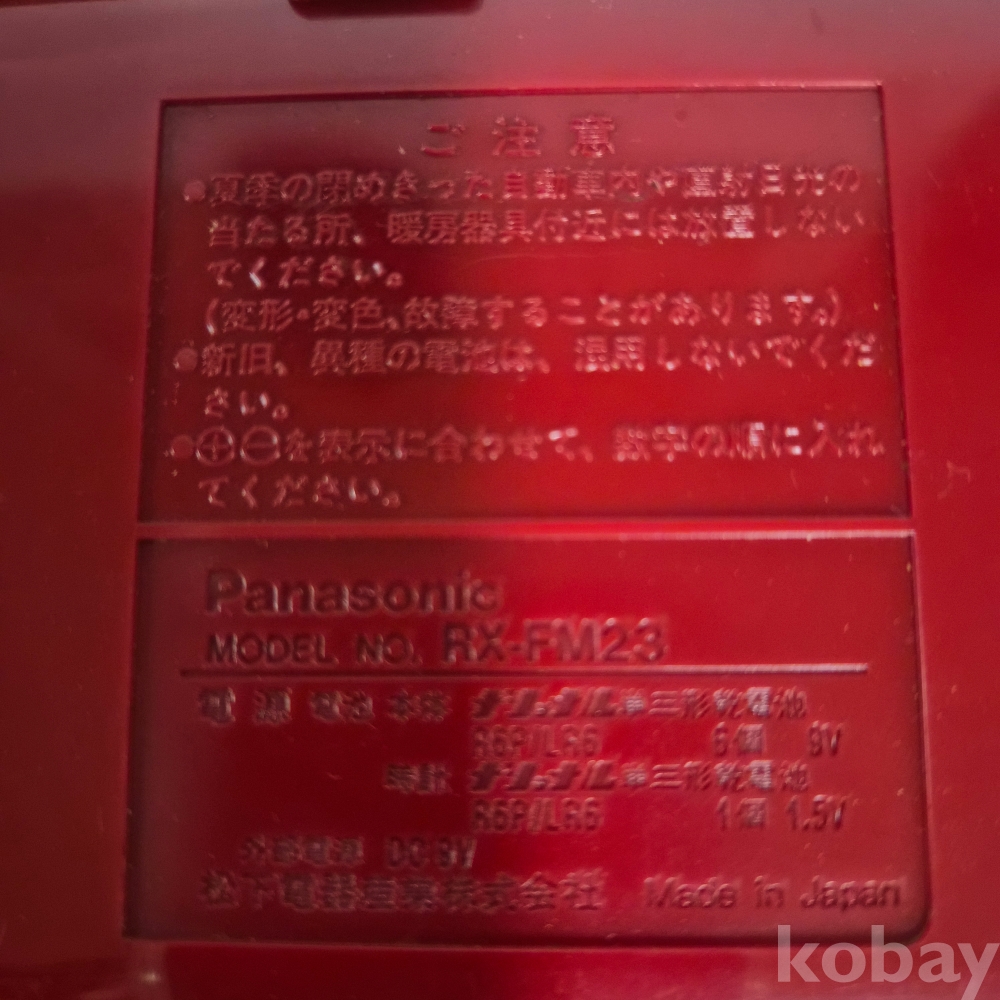 ご注意
●夏季の閉めきった自動車内や直射日光の
当たる所、暖房器具付近には放置しない
でください。
(変形・変色、故障することがあります。)
●新旧、異種の電池は、混用しないでくだ
さい。
●⊕⊖を表示に合わせて、数字の順に入れ
てください。
Panasonic
MODEL NO. RX-FM23
電源 電池 本体 ナショナル単三形乾電池
R6P/LR6 6個 9V
時計 ナショナル単三形乾電池
R6P/LR6 1個 1.5V
外部電源 DC 9V
松下電器産業株式会社 Made in Japan
kobay